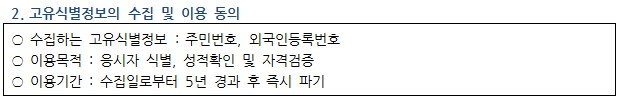 2. 고유식별정보의 수집 및 이용 동의
○ 수집하는 고유식별정보 : 주민번호, 외국인등록번호
○ 이용목적 : 응시자 식별, 성적확인 및 자격검증
○ 이용기간 : 수집일로부터 5년 경과 후 즉시 파기